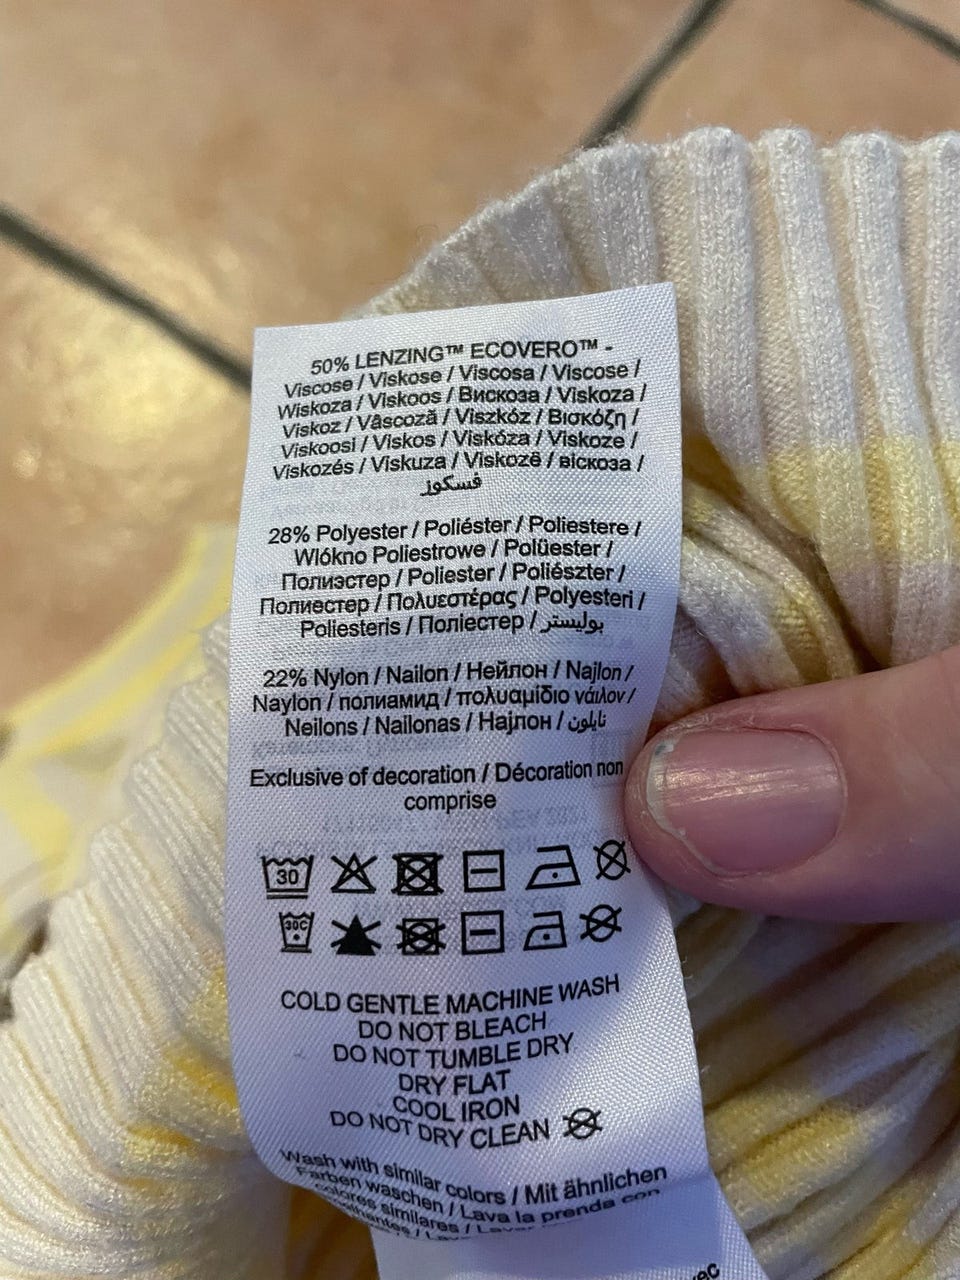 50% LENZING™ ECOVERO™ -
Viscose / Viskose / Viscosa / Viscose /
Wiskoza / Viskoos / Вискоза / Viskoza /
Viskoz / Vâscoză / Viszkóz / Βισκόζη /
Viskoosi / Viskos / Viskóza / Viskoze /
Viskozés / Viskuza / Viskozë / віскоза /
فسكوز
28% Polyester / Poliéster / Poliestere /
Wlókno Poliestrowe / Polüester /
Полиэстер / Poliester / Poliészter /
Полиестер / Πολυεστέρας / Polyesteri /
Poliesteris / Поліестер / بوليستر
22% Nylon / Nailon / Нейлон / Najlon /
Naylon / полиамид / πολυαμίδιο νάιλον /
Neilons / Nailonas / Најлон / نايلون
Exclusive of decoration / Décoration non
comprise
30
30C
COLD GENTLE MACHINE WASH
DO NOT BLEACH
DO NOT TUMBLE DRY
DRY FLAT
COOL IRON
DO NOT DRY CLEAN
Wash with similar colors / Mit ähnlichen
Farben waschen / Lava la prenda con
colores similares /